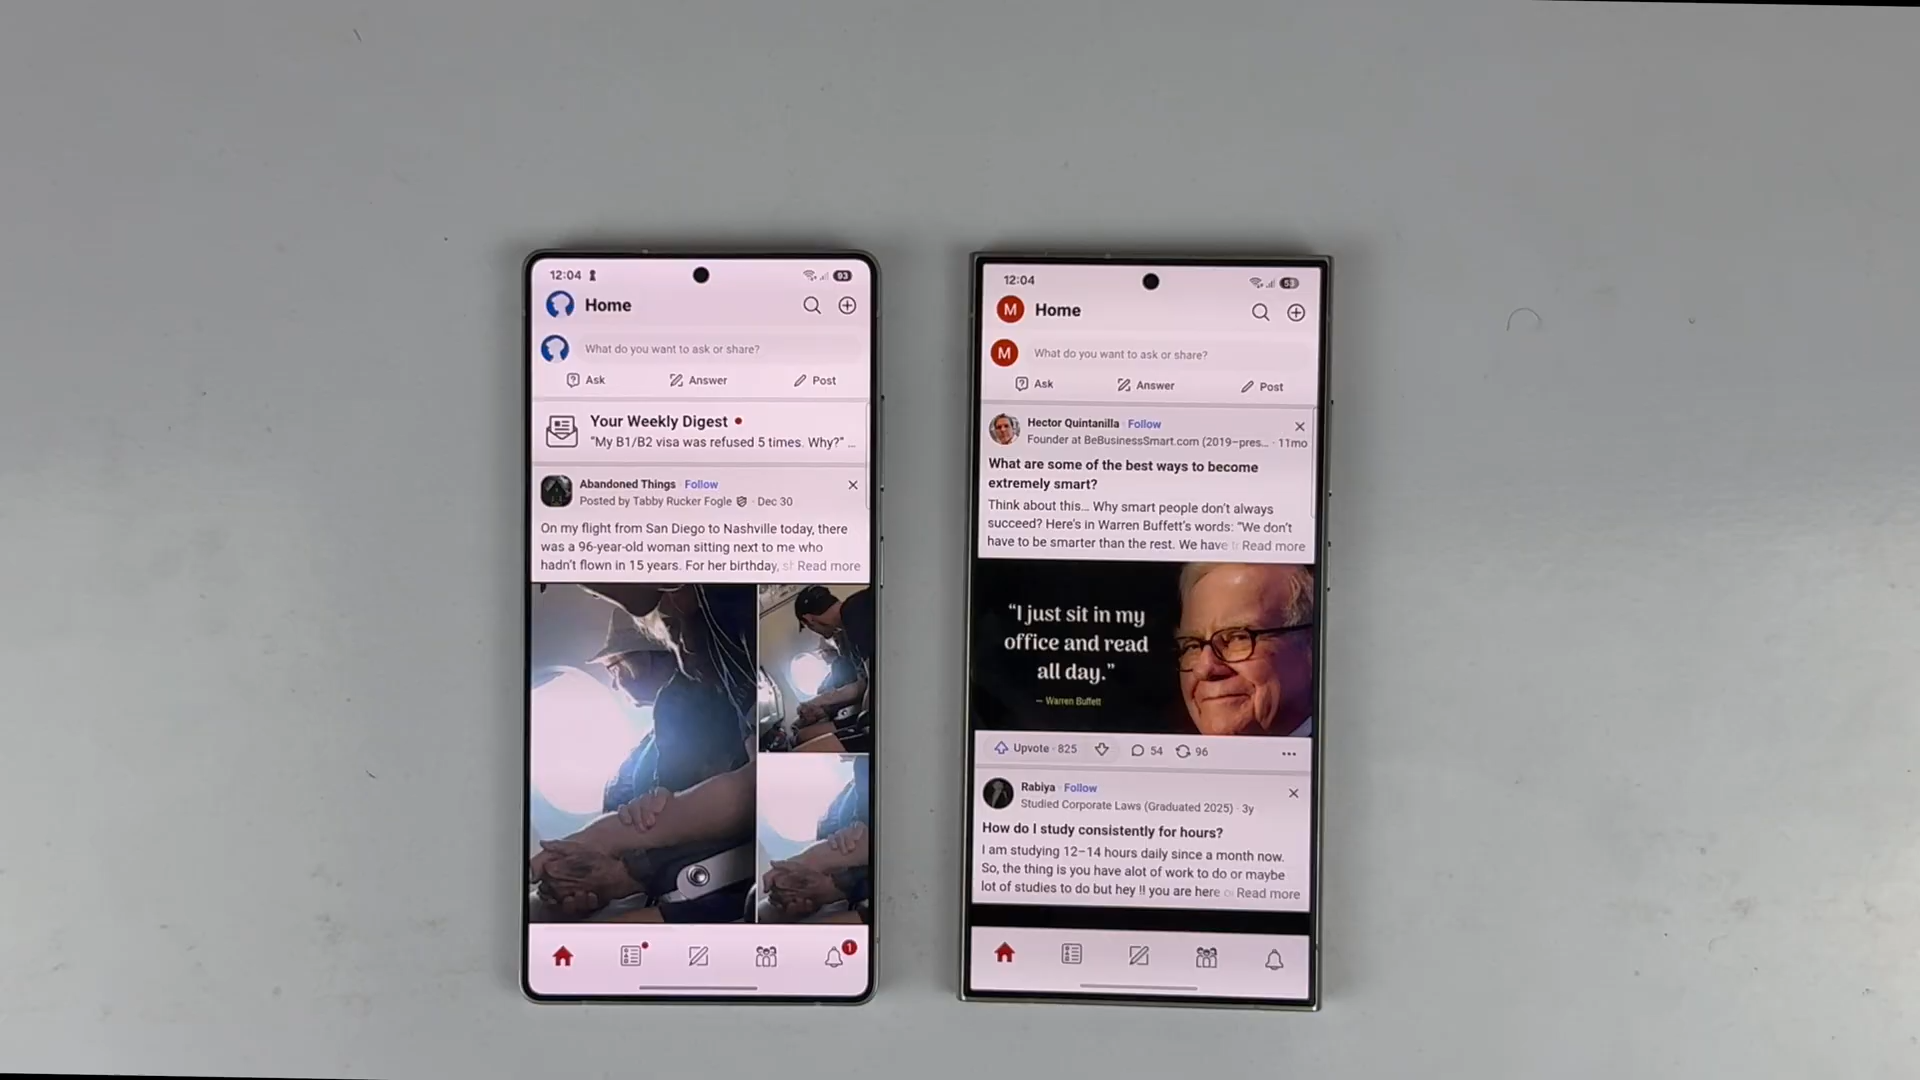 12:04
93
Home
What do you want to ask or share?
Ask
Answer
Post
Your Weekly Digest
"My B1/B2 visa was refused 5 times. Why?" ...
Abandoned Things · Follow
Posted by Tabby Rucker Fogle · Dec 30
On my flight from San Diego to Nashville today, there
was a 96-year-old woman sitting next to me who
hadn't flown in 15 years. For her birthday, sh Read more
1
12:04
M Home
M What do you want to ask or share?
Ask
Answer
Post
Hector Quintanilla · Follow
Founder at BeBusinessSmart.com (2019–pres... · 11mo
What are some of the best ways to become
extremely smart?
Think about this... Why smart people don't always
succeed? Here's in Warren Buffett's words: "We don't
have to be smarter than the rest. We have t Read more
“I just sit in my
office and read
all day.”
— Warren Buffett
Upvote · 825
54
96
Rabiya · Follow
Studied Corporate Laws (Graduated 2025) · 3y
How do I study consistently for hours?
I am studying 12–14 hours daily since a month now.
So, the thing is you have alot of work to do or maybe
lot of studies to do but hey !! you are here Read more